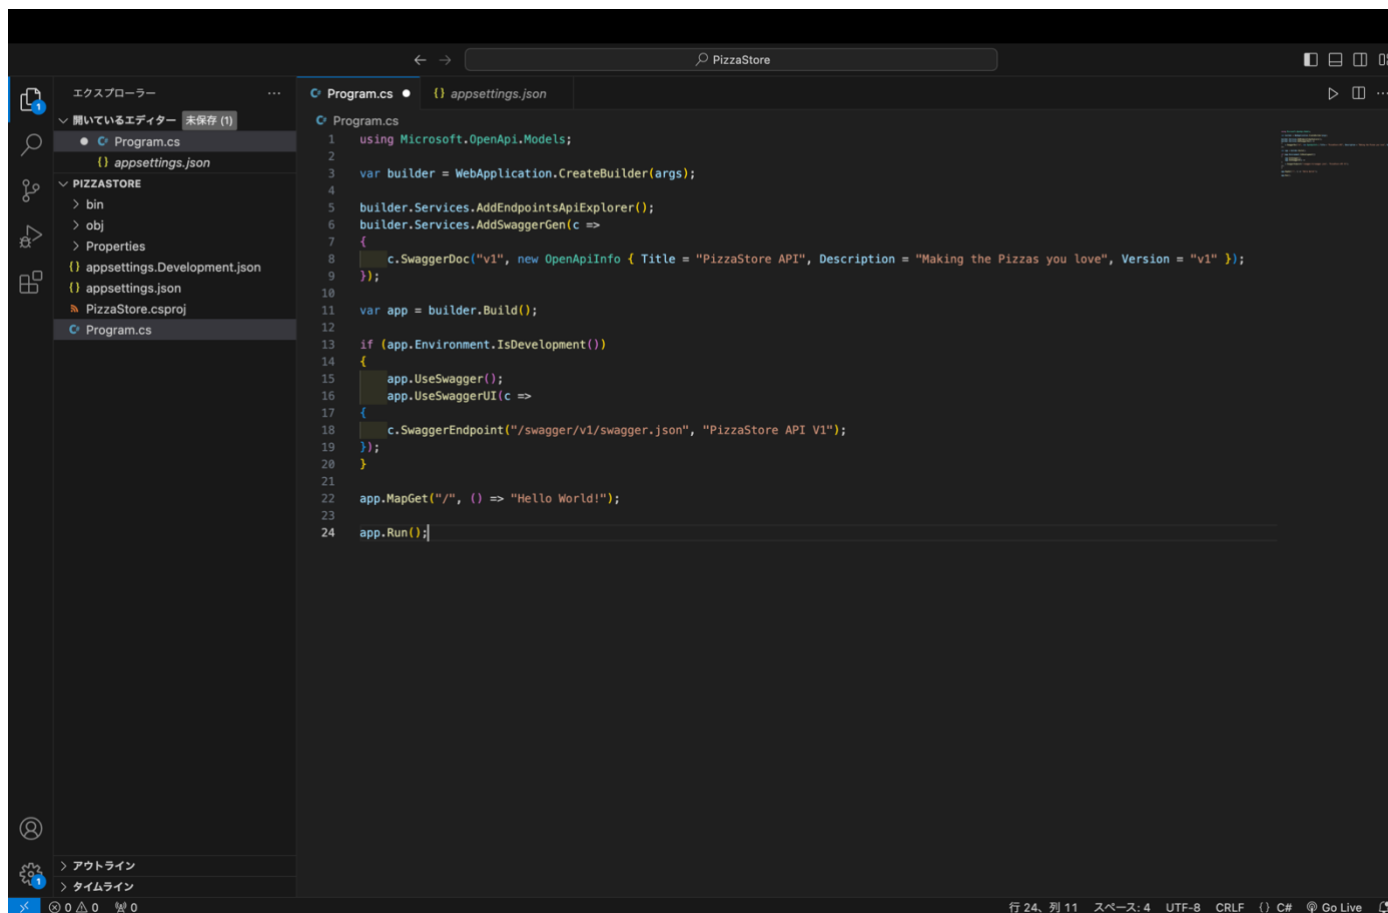 PizzaStore
エクスプローラー
開いているエディター 未保存 (1)
Program.cs
appsettings.json
PIZZASTORE
bin
obj
Properties
appsettings.Development.json
appsettings.json
PizzaStore.csproj
Program.cs
アウトライン
タイムライン
Program.cs
appsettings.json
Program.cs
1 using Microsoft.OpenApi.Models;
2
3 var builder = WebApplication.CreateBuilder(args);
4
5 builder.Services.AddEndpointsApiExplorer();
6 builder.Services.AddSwaggerGen(c =>
7 {
8     c.SwaggerDoc("v1", new OpenApiInfo { Title = "PizzaStore API", Description = "Making the Pizzas you love", Version = "v1" });
9 });
10
11 var app = builder.Build();
12
13 if (app.Environment.IsDevelopment())
14 {
15     app.UseSwagger();
16     app.UseSwaggerUI(c =>
17 {
18     c.SwaggerEndpoint("/swagger/v1/swagger.json", "PizzaStore API V1");
19 });
20 }
21
22 app.MapGet("/", () => "Hello World!");
23
24 app.Run();
1
1
0 0 0
行 24、列 11 スペース: 4 UTF-8 CRLF {} C# Go Live